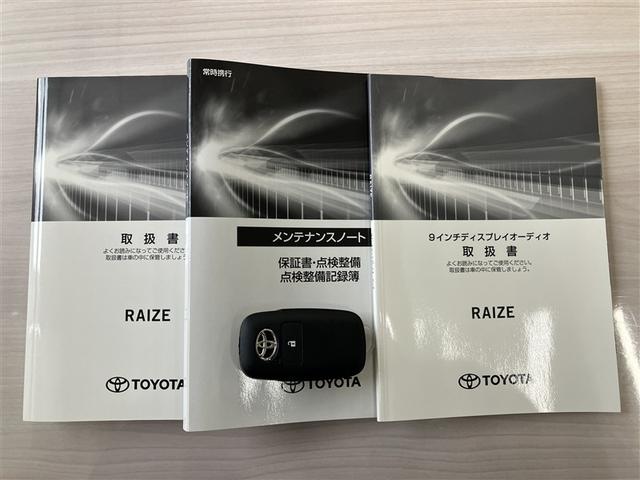 取扱書
よくお読みになってご使用ください。
取扱書は車の中に保管しましょう。
RAIZE
TOYOTA
常時携行
メンテナンスノート
保証書・点検整備
点検整備記録簿
9インチディスプレイオーディオ
取扱書
よくお読みになってご使用ください。
取扱書は車の中に保管しましょう。
RAIZE
TOYOTA